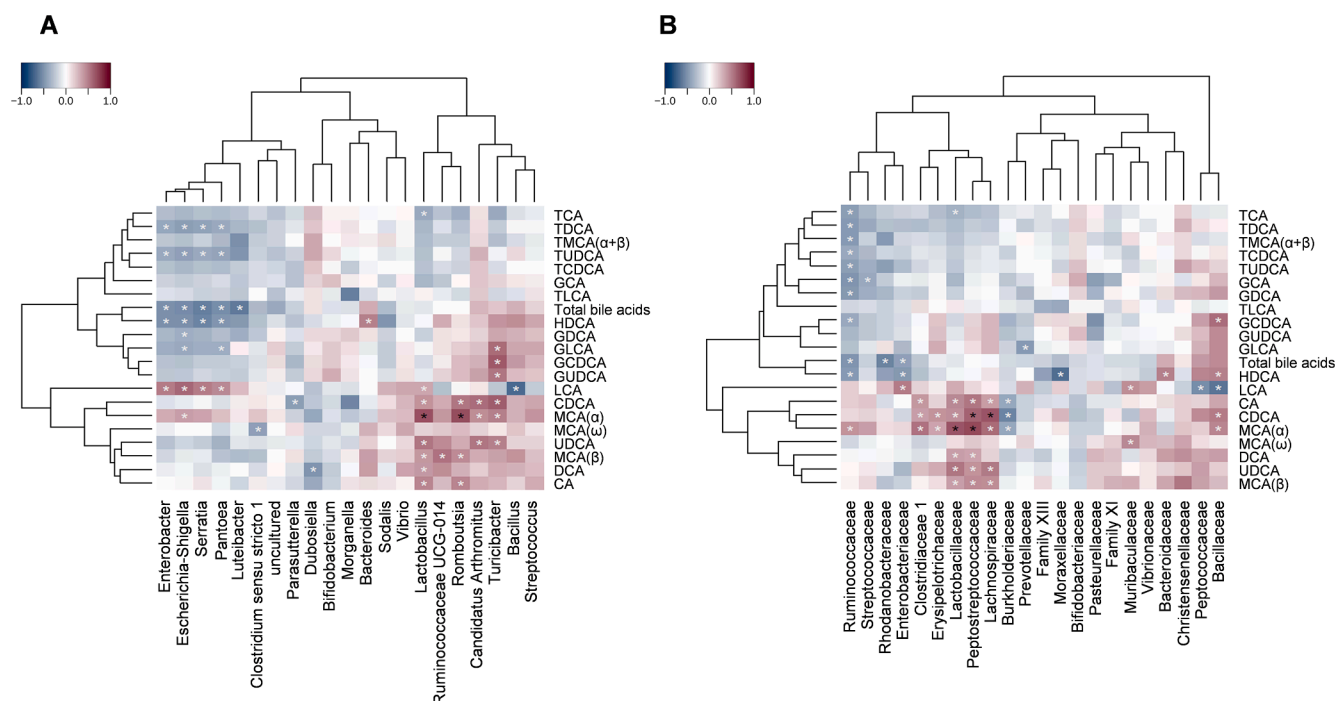 A
B
−1.0 0.0 1.0
−1.0 0.0 1.0
TCA
TDCA
TMCA(α+β)
TUDCA
TCDCA
GCA
TLCA
Total bile acids
HDCA
GDCA
GLCA
GCDCA
GUDCA
LCA
CDCA
MCA(α)
MCA(ω)
UDCA
MCA(β)
DCA
CA
Enterobacter
Escherichia-Shigella
Serratia
Pantoea
Luteibacter
Clostridium sensu stricto 1
uncultured
Parasutterella
Dubosiella
Bifidobacterium
Morganella
Bacteroides
Sodalis
Vibrio
Lactobacillus
Ruminococcaceae UCG-014
Romboutsia
Candidatus Arthromitus
Turicibacter
Bacillus
Streptococcus
TCA
TDCA
TMCA(α+β)
TCDCA
TUDCA
GCA
GDCA
TLCA
GCDCA
GUDCA
GLCA
Total bile acids
HDCA
LCA
CA
CDCA
MCA(α)
MCA(ω)
DCA
UDCA
MCA(β)
Ruminococcaceae
Streptococcaceae
Rhodanobacteraceae
Enterobacteriaceae
Clostridiaceae 1
Erysipelotrichaceae
Lactobacillaceae
Peptostreptococcaceae
Lachnospiraceae
Burkholderiaceae
Prevotellaceae
Family XIII
Moraxellaceae
Bifidobacteriaceae
Pasteurellaceae
Family XI
Muribaculaceae
Vibrionaceae
Bacteroidaceae
Christensenellaceae
Peptococcaceae
Bacillaceae